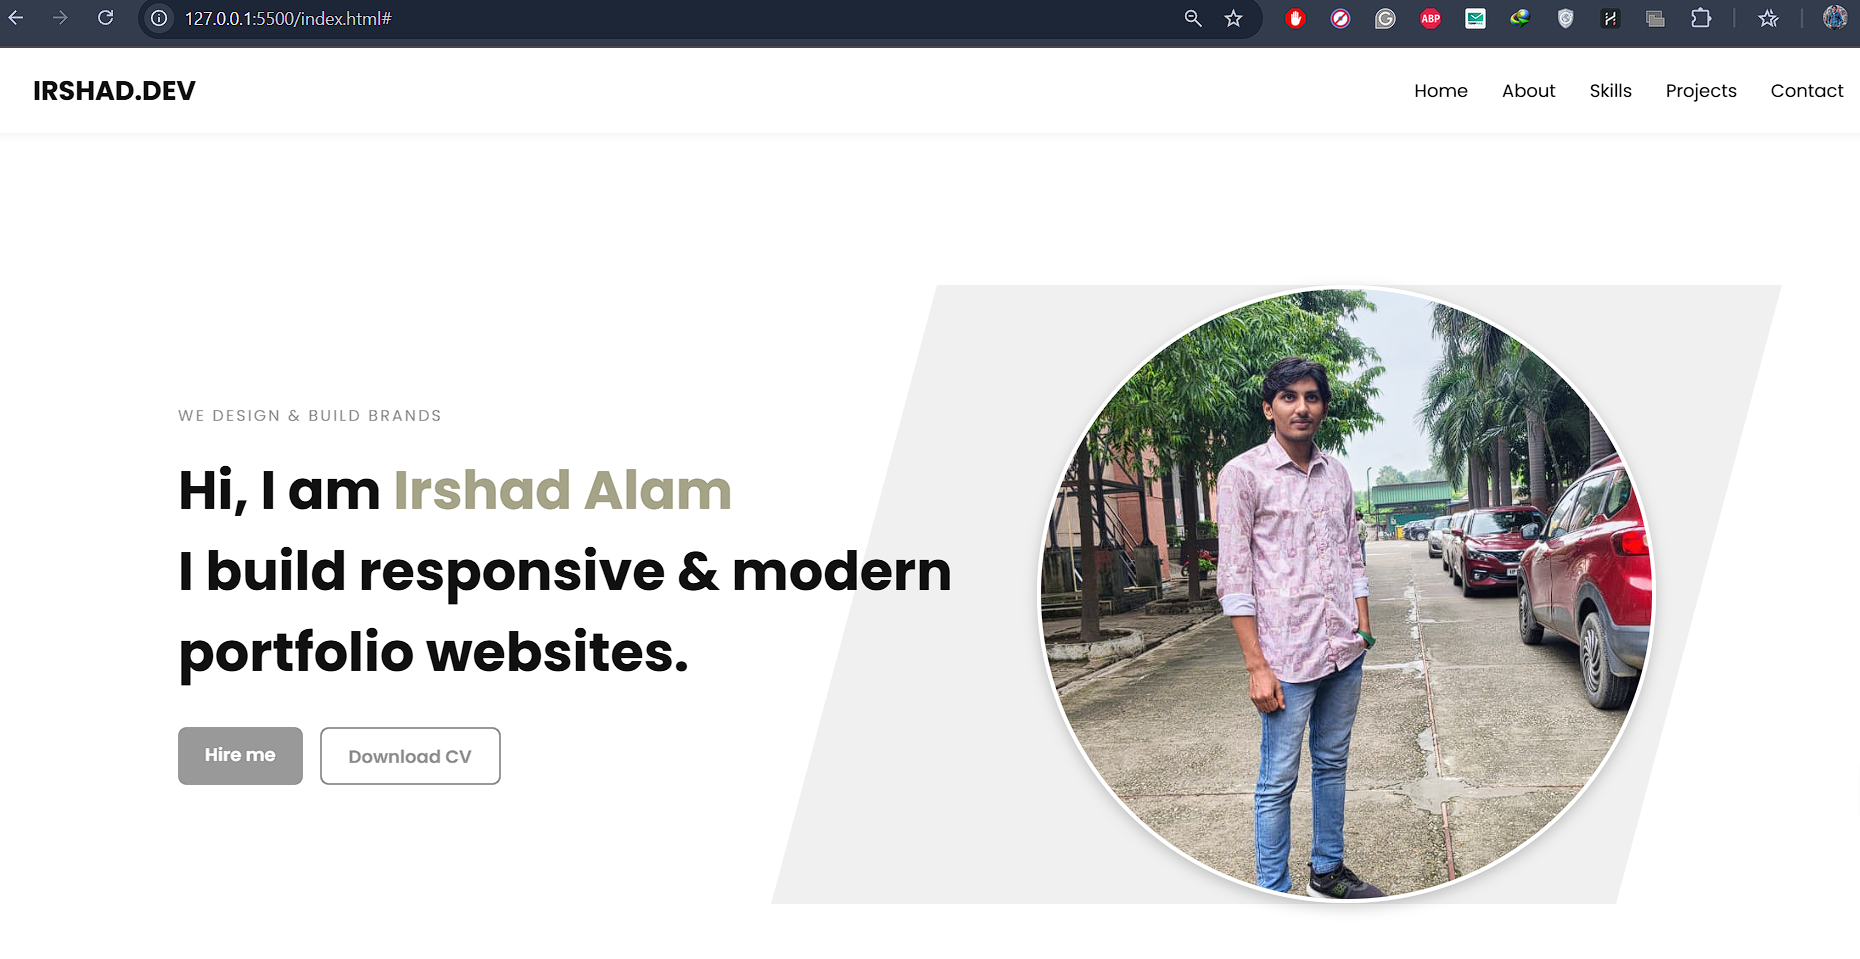 127.0.0.1:5500/index.html#
ABP
IRSHAD.DEV
Home About Skills Projects Contact
WE DESIGN & BUILD BRANDS
Hi, I am Irshad Alam
I build responsive & modern
portfolio websites.
Hire me Download CV